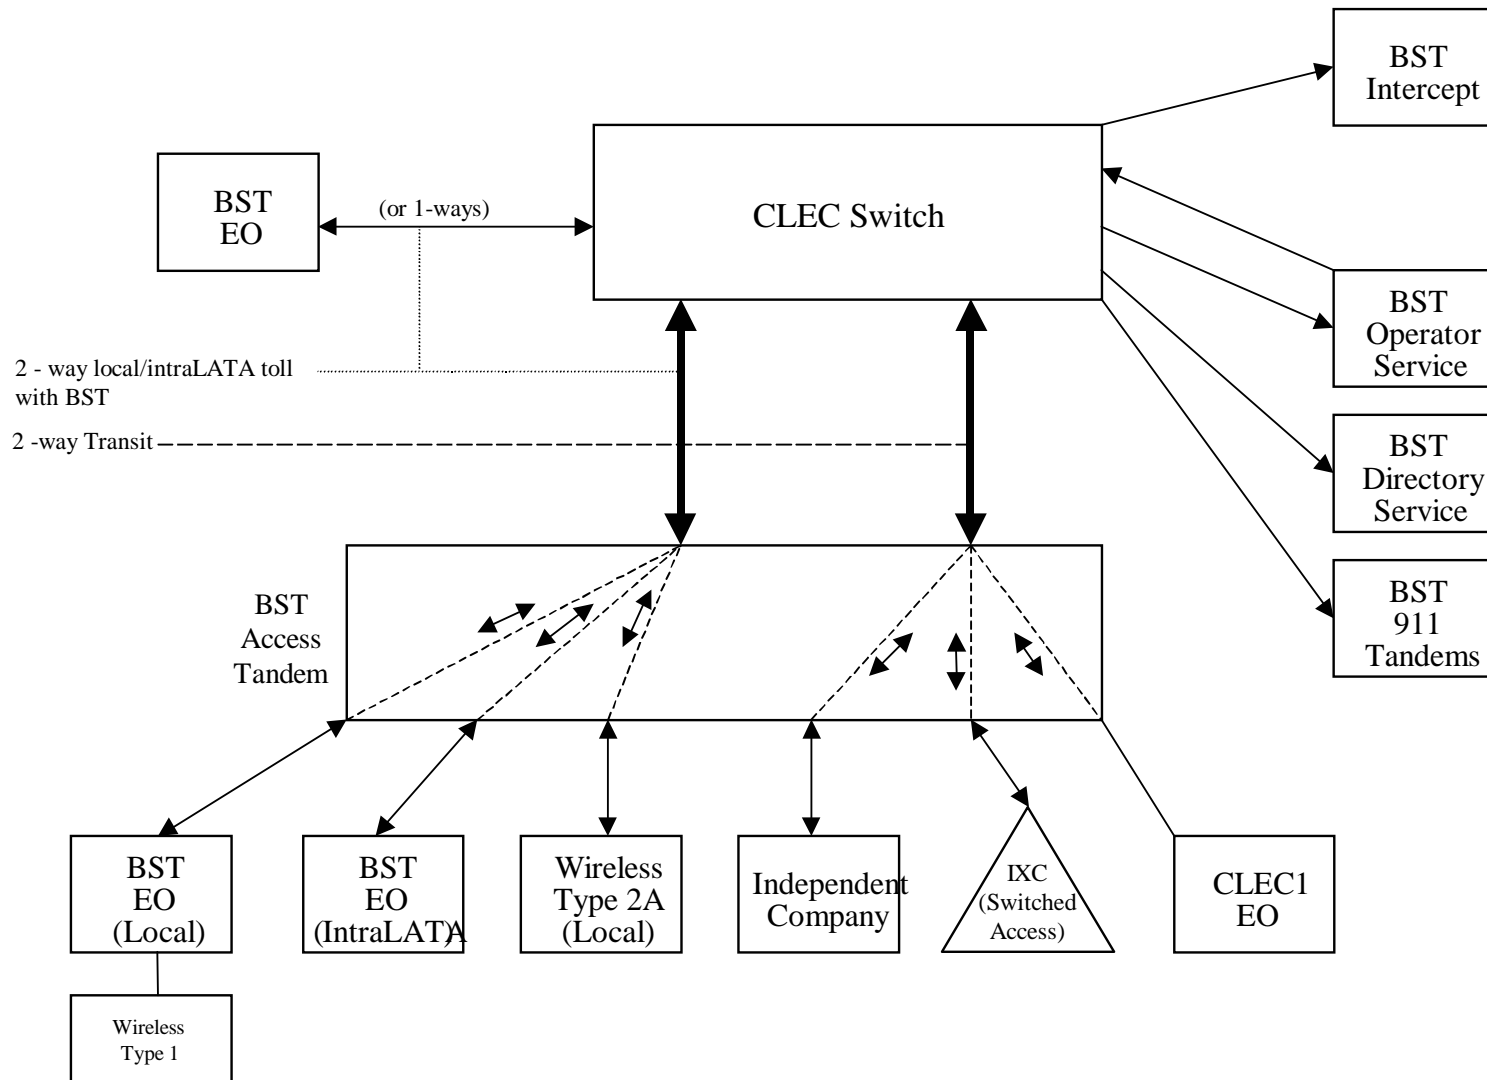 BST
Intercept
BST
EO
(or 1-ways)
CLEC Switch
BST
Operator
Service
2 - way local/intraLATA toll
with BST
2 -way Transit
BST
Directory
Service
BST
911
Tandems
BST
Access
Tandem
BST
EO
(Local)
BST
EO
(IntraLATA)
Wireless
Type 2A
(Local)
Independent
Company
IXC
(Switched
Access)
CLEC1
EO
Wireless
Type 1